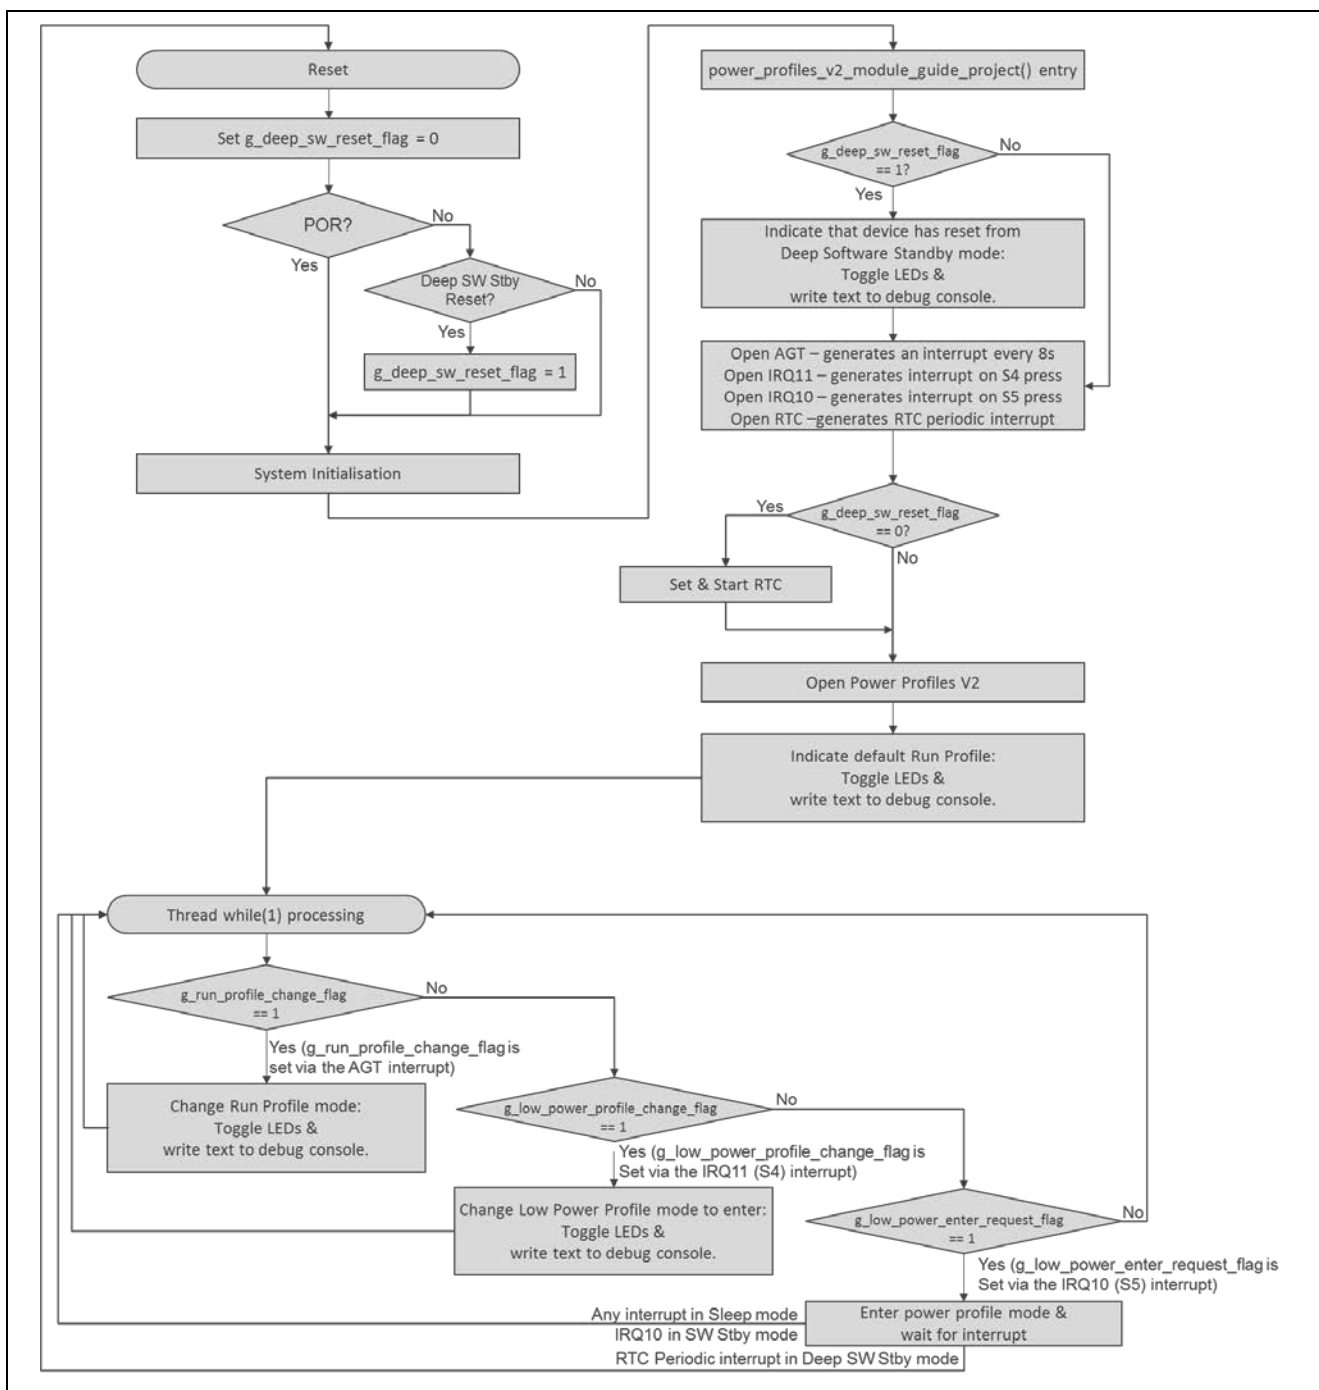 Reset
Set g_deep_sw_reset_flag = 0
POR?
No
Yes
Deep SW Stby
Reset?
No
Yes
g_deep_sw_reset_flag = 1
System Initialisation
power_profiles_v2_module_guide_project() entry
g_deep_sw_reset_flag
== 1?
No
Yes
Indicate that device has reset from
Deep Software Standby mode:
Toggle LEDs &
write text to debug console.
Open AGT – generates an interrupt every 8s
Open IRQ11 – generates interrupt on S4 press
Open IRQ10 – generates interrupt on S5 press
Open RTC –generates RTC periodic interrupt
Yes
g_deep_sw_reset_flag
== 0?
No
Set & Start RTC
Open Power Profiles V2
Indicate default Run Profile:
Toggle LEDs &
write text to debug console.
Thread while(1) processing
g_run_profile_change_flag
== 1
No
Yes (g_run_profile_change_flag is
set via the AGT interrupt)
Change Run Profile mode:
Toggle LEDs &
write text to debug console.
g_low_power_profile_change_flag
== 1
No
Yes (g_low_power_profile_change_flag is
Set via the IRQ11 (S4) interrupt)
Change Low Power Profile mode to enter:
Toggle LEDs &
write text to debug console.
g_low_power_enter_request_flag
== 1
No
Yes (g_low_power_enter_request_flag is
Set via the IRQ10 (S5) interrupt)
Enter power profile mode &
wait for interrupt
Any interrupt in Sleep mode
IRQ10 in SW Stby mode
RTC Periodic interrupt in Deep SW Stby mode